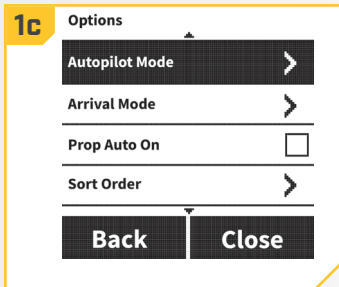 1c
Options
Autopilot Mode
Arrival Mode
Prop Auto On
Sort Order
Back Close